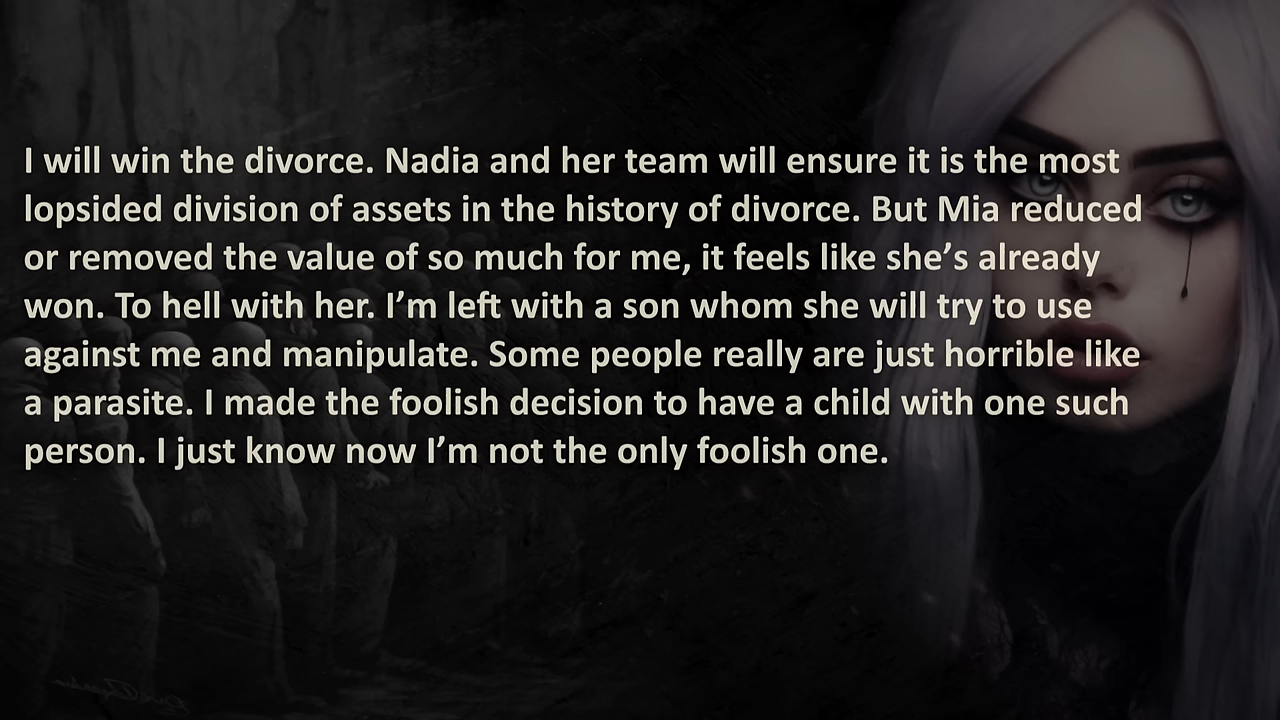 I will win the divorce. Nadia and her team will ensure it is the most
lopsided division of assets in the history of divorce. But Mia reduced
or removed the value of so much for me, it feels like she’s already
won. To hell with her. I’m left with a son whom she will try to use
against me and manipulate. Some people really are just horrible like
a parasite. I made the foolish decision to have a child with one such
person. I just know now I’m not the only foolish one.